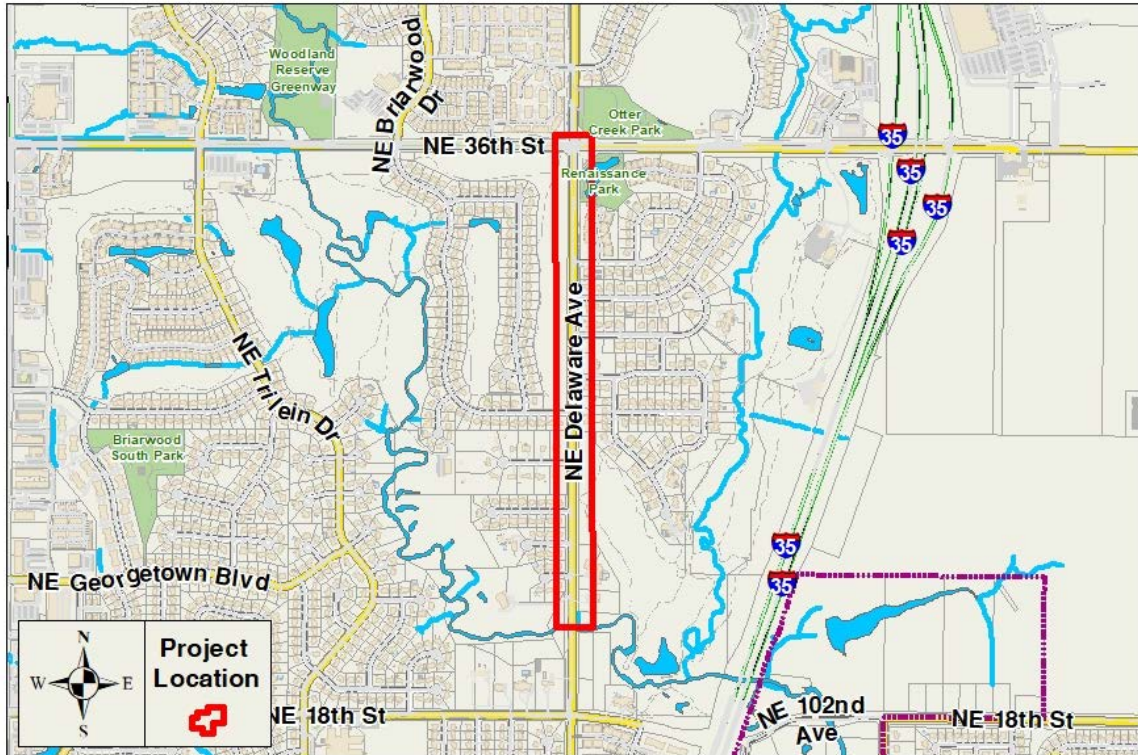 Woodland
Reserve
Greenway
NE Briarwood
Dr
Otter
Creek Park
NE 36th St
35
35
35
35
Renaissance
Park
NE Delaware Ave
NE Trilein Dr
Briarwood
South Park
35
35
NE Georgetown Blvd
N
W
E
S
Project
Location
NE 18th St
NE 102nd
Ave
NE 18th St